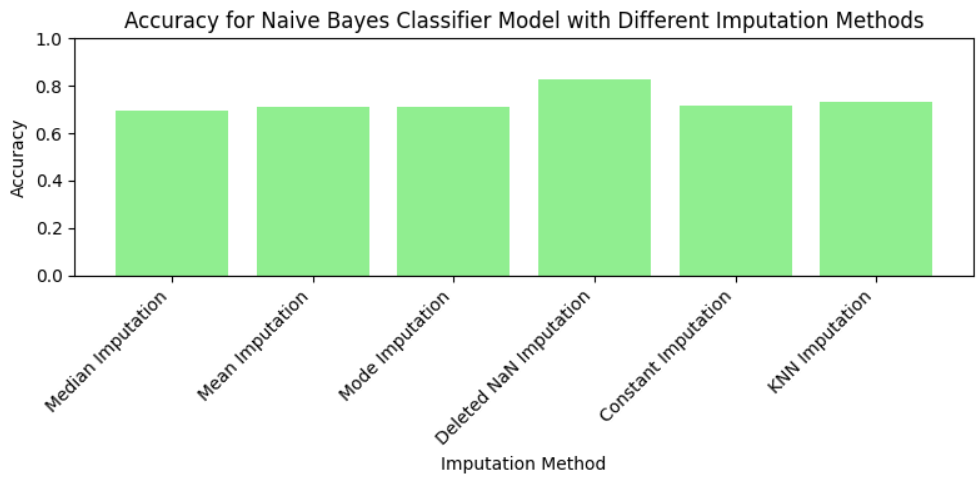 Accuracy for Naive Bayes Classifier Model with Different Imputation Methods
1.0
0.8
0.6
0.4
0.2
0.0
Accuracy
Median Imputation
Mean Imputation
Mode Imputation
Deleted NaN Imputation
Constant Imputation
KNN Imputation
Imputation Method